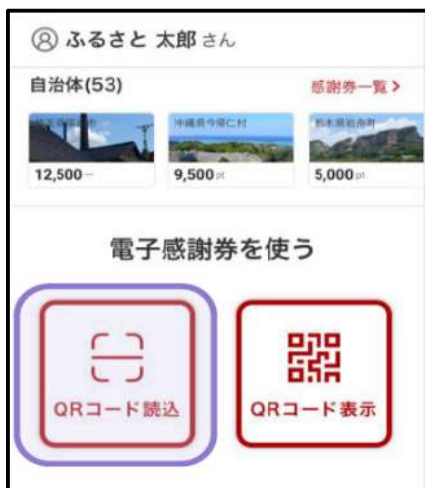 ふるさと 太郎 さん
自治体(53) 感謝券一覧 >
沖縄県今帰仁村
12,500 9,500 pt 5,000 pt
電子感謝券を使う
QRコード読込 QRコード表示